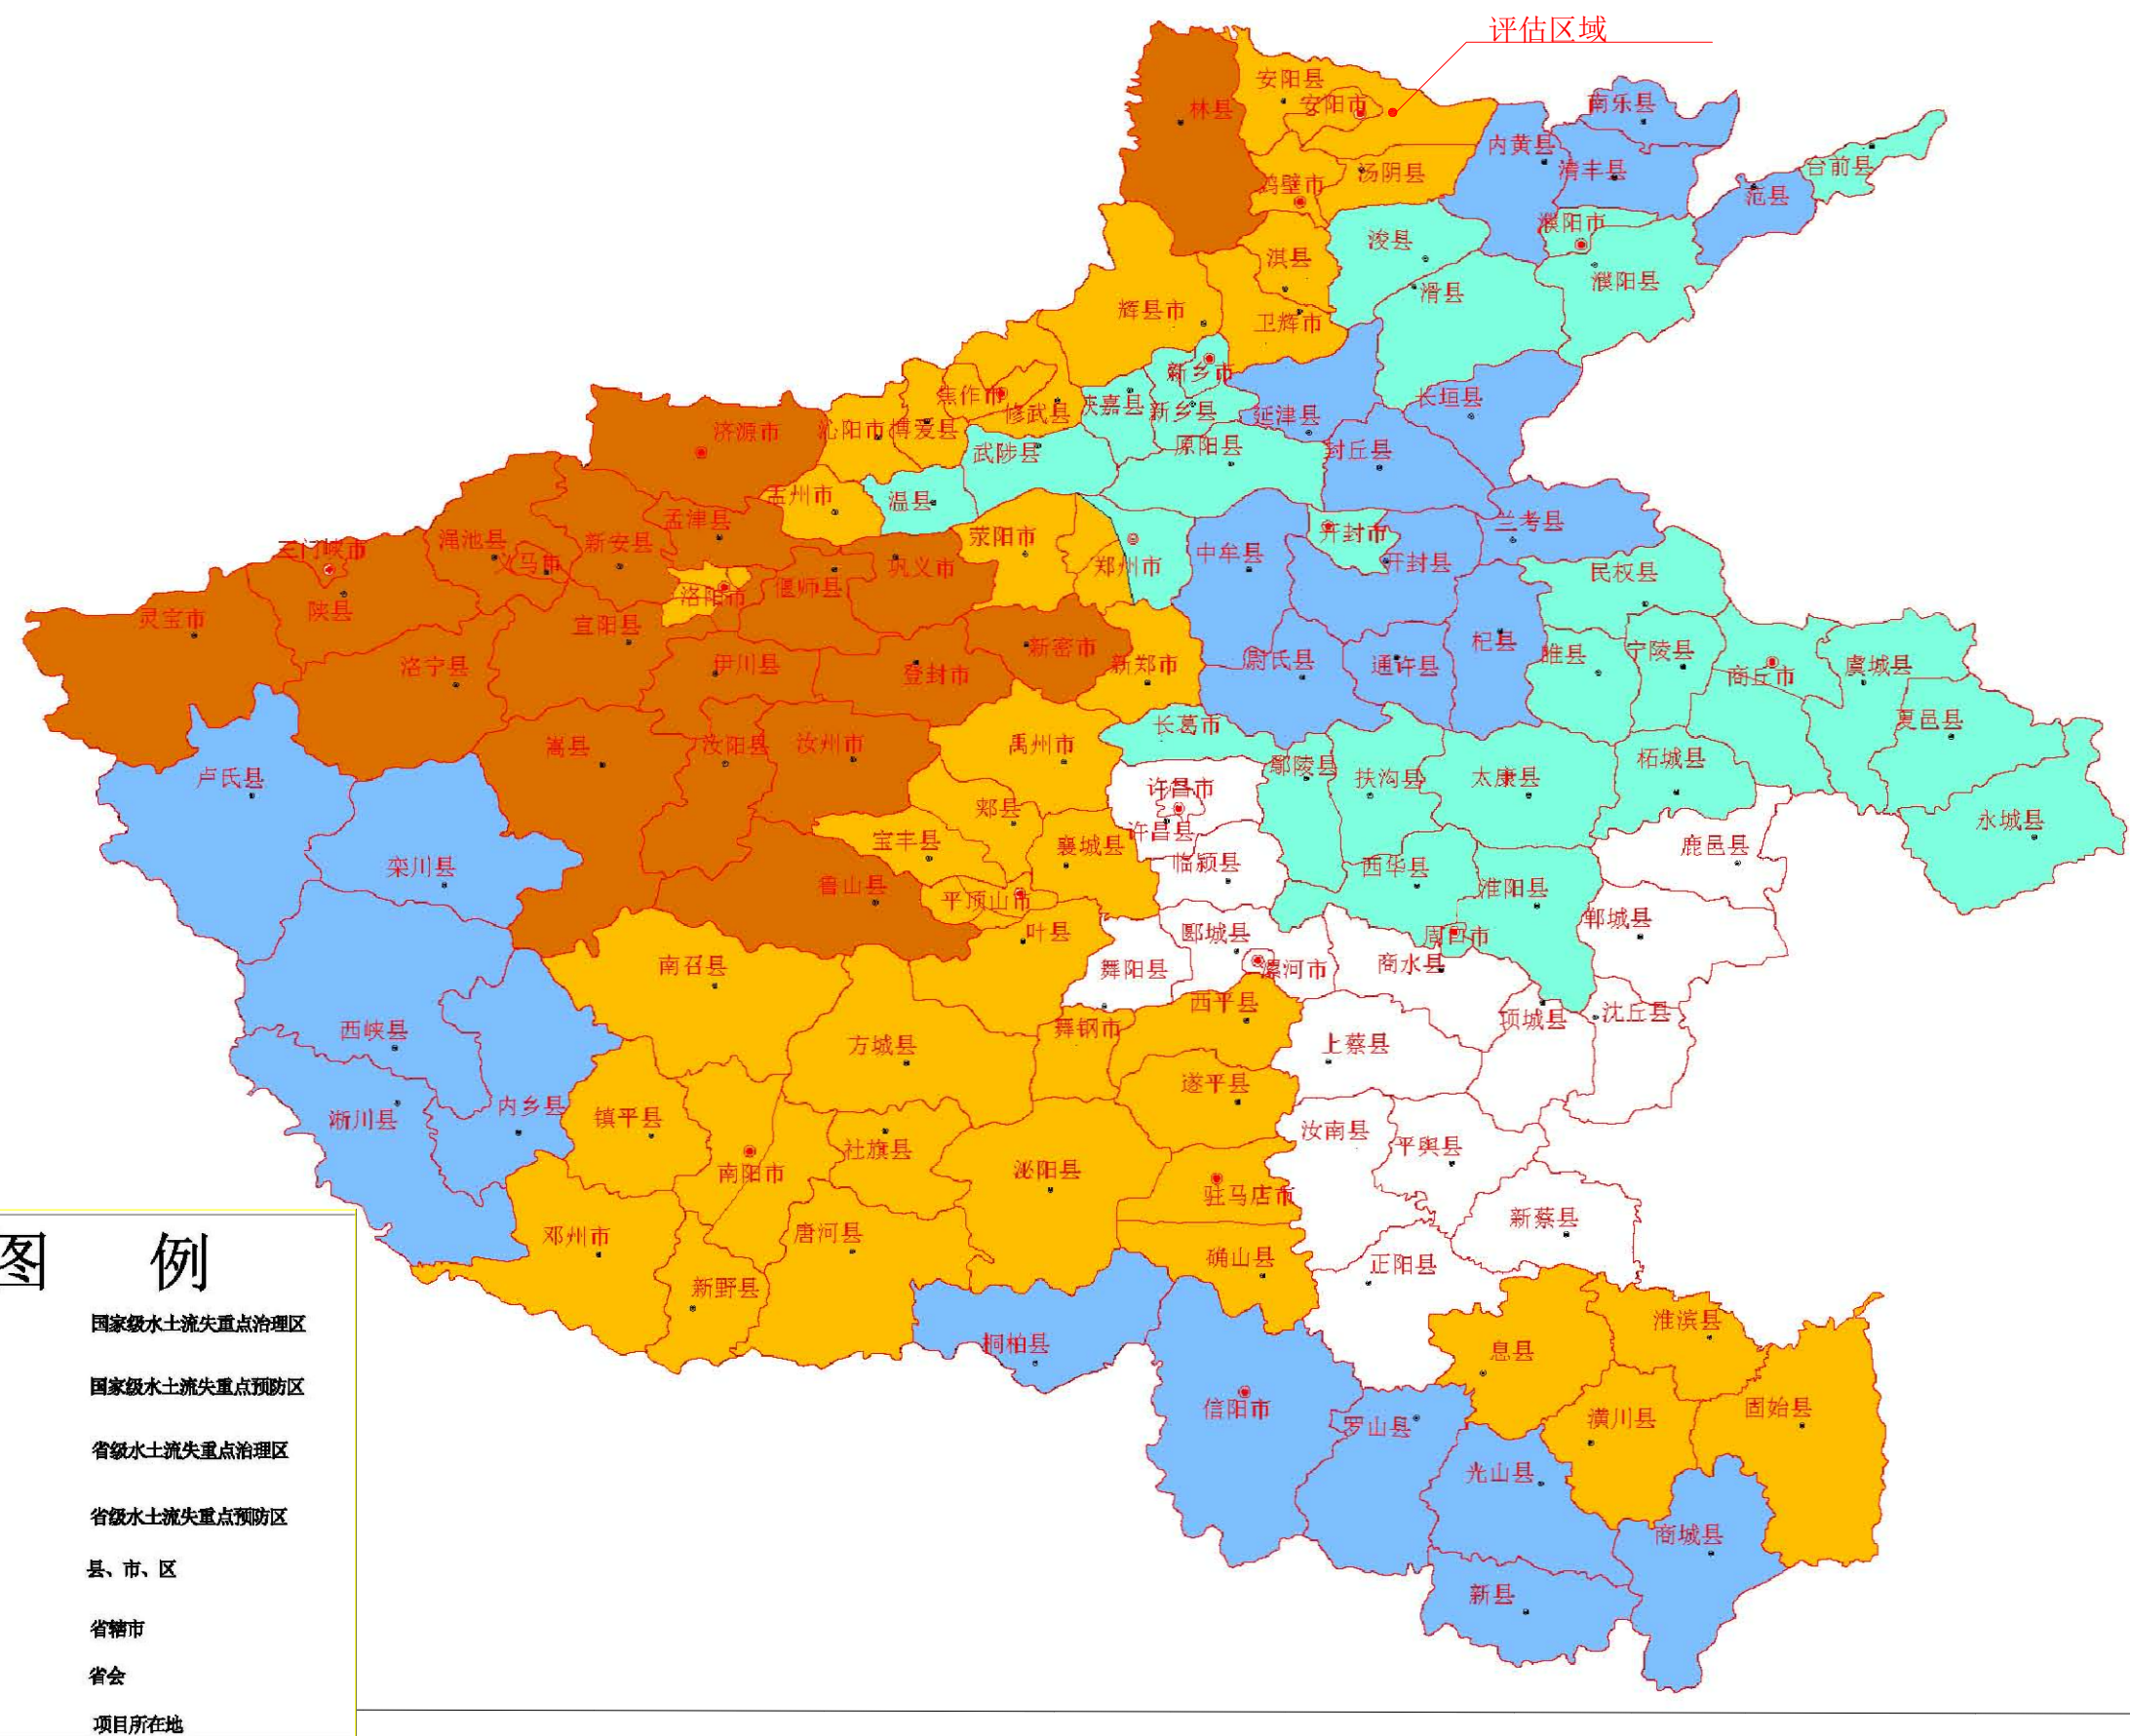 评估区域
安阳县
南乐县
安阳市
林县
内黄县
清丰县
台前县
汤阴县
鹤壁市
范县
濮阳市
浚县
淇县
濮阳县
滑县
辉县市
卫辉市
新乡市
焦作市
长垣县
获嘉县
新乡县
修武县
延津县
济源市
沁阳市
博爱县
武陟县
原阳县
封丘县
孟州市
温县
孟津县
兰考县
荥阳市
开封市
渑池县
新安县
三门峡市
中牟县
开封县
义马市
郑州市
巩义市
民权县
偃师县
洛阳市
陕县
灵宝市
宜阳县
杞县
新密市
宁陵县
睢县
尉氏县
通许县
新郑市
洛宁县
伊川县
登封市
商丘市
虞城县
夏邑县
长葛市
嵩县
汝阳县
汝州市
禹州市
柘城县
鄢陵县
扶沟县
太康县
卢氏县
许昌市
郏县
永城县
许昌县
宝丰县
襄城县
鹿邑县
临颍县
栾川县
西华县
鲁山县
淮阳县
平顶山市
郸城县
叶县
郾城县
周口市
南召县
舞阳县
漯河市
商水县
西平县
沈丘县
项城县
西峡县
舞钢市
方城县
上蔡县
遂平县
内乡县
淅川县
镇平县
汝南县
平舆县
社旗县
南阳市
泌阳县
驻马店市
新蔡县
邓州市
唐河县
确山县
正阳县
新野县
淮滨县
桐柏县
息县
信阳市
罗山县
潢川县
固始县
光山县
商城县
新县
图 例
国家级水土流失重点治理区
国家级水土流失重点预防区
省级水土流失重点治理区
省级水土流失重点预防区
县、市、区
省辖市
省会
项目所在地